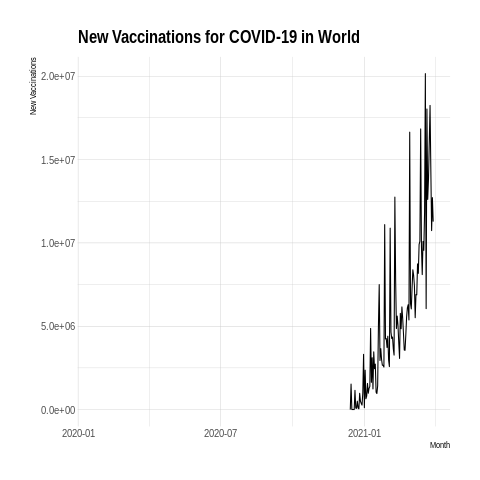 New Vaccinations for COVID-19 in World
New Vaccinations
2.0e+07
1.5e+07
1.0e+07
5.0e+06
0.0e+00
2020-01 2020-07 2021-01
Month